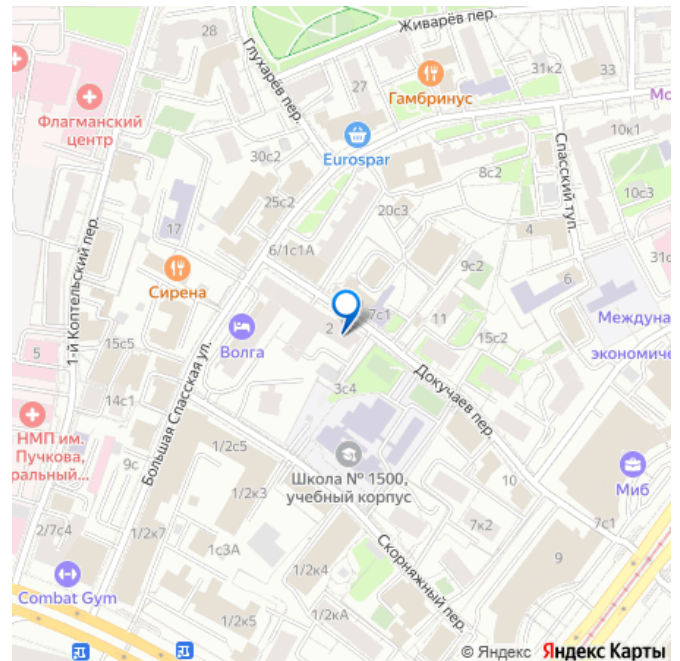 Живарёв пер.
28
Глухарёв пер.
27
31к2
33
Гамбринус
Флагманский
центр
Мо
10к1
Eurospar
30с2
8с2
Спасский туп.
10с3
25с2
20с3
17
4
6/1с1А
31с
9с2
Сирена
6
1-й Коптельский пер.
7с1
11
Междуна
2
15с2
Волга
экономиче
15с5
5
Большая Спасская ул.
3с4
Докучаев пер.
14с1
НМП им.
Пучкова,
ральный...
1/2с5
9с
Школа № 1500,
учебный корпус
Миб
10
1/2к3
7с1
2/7с4
1/2к7
7к2
1с3А
9
Скорняжный пер.
1/2к4
Combat Gym
1/2к5
1/2кА
© Яндекс Яндекс Карты